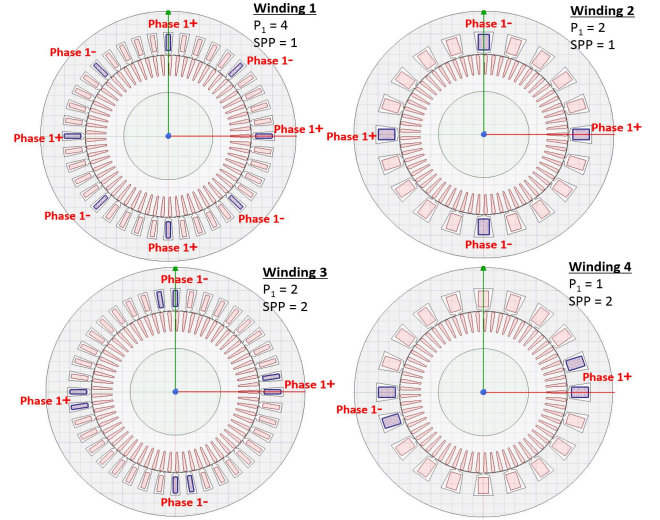 Winding 1
P₁ = 4
SPP = 1
Phase 1+
Phase 1-
Phase 1-
Phase 1+
Phase 1+
Phase 1-
Phase 1-
Phase 1+
Winding 2
P₁ = 2
SPP = 1
Phase 1-
Phase 1+
Phase 1+
Phase 1-
Winding 3
P₁ = 2
SPP = 2
Phase 1-
Phase 1+
Phase 1+
Phase 1-
Winding 4
P₁ = 1
SPP = 2
Phase 1+
Phase 1-